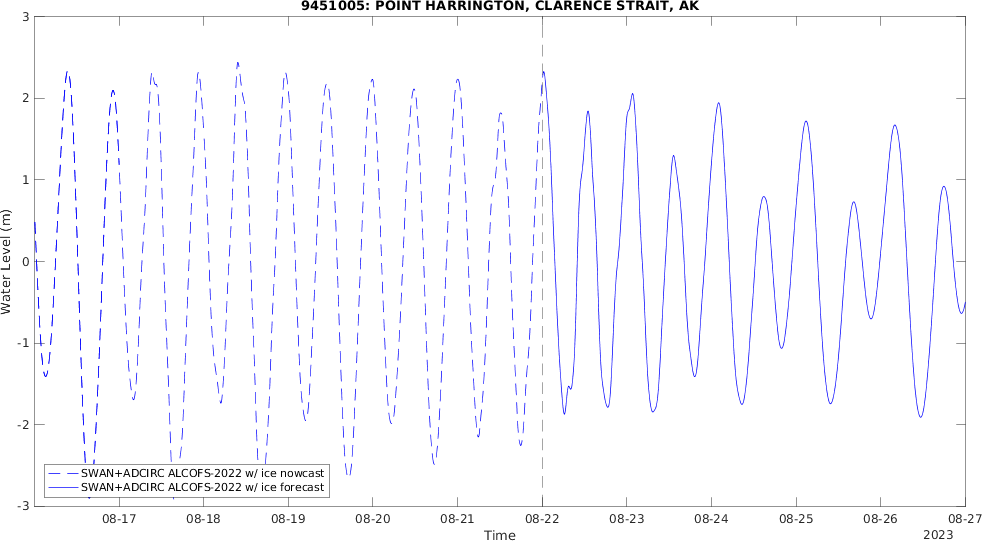 9451005: POINT HARRINGTON, CLARENCE STRAIT, AK
3
2
1
0
-1
-2
-3
Water Level (m)
SWAN+ADCIRC ALCOFS-2022 w/ ice nowcast
SWAN+ADCIRC ALCOFS-2022 w/ ice forecast
08-17 08-18 08-19 08-20 08-21 08-22 08-23 08-24 08-25 08-26 08-27
Time
2023